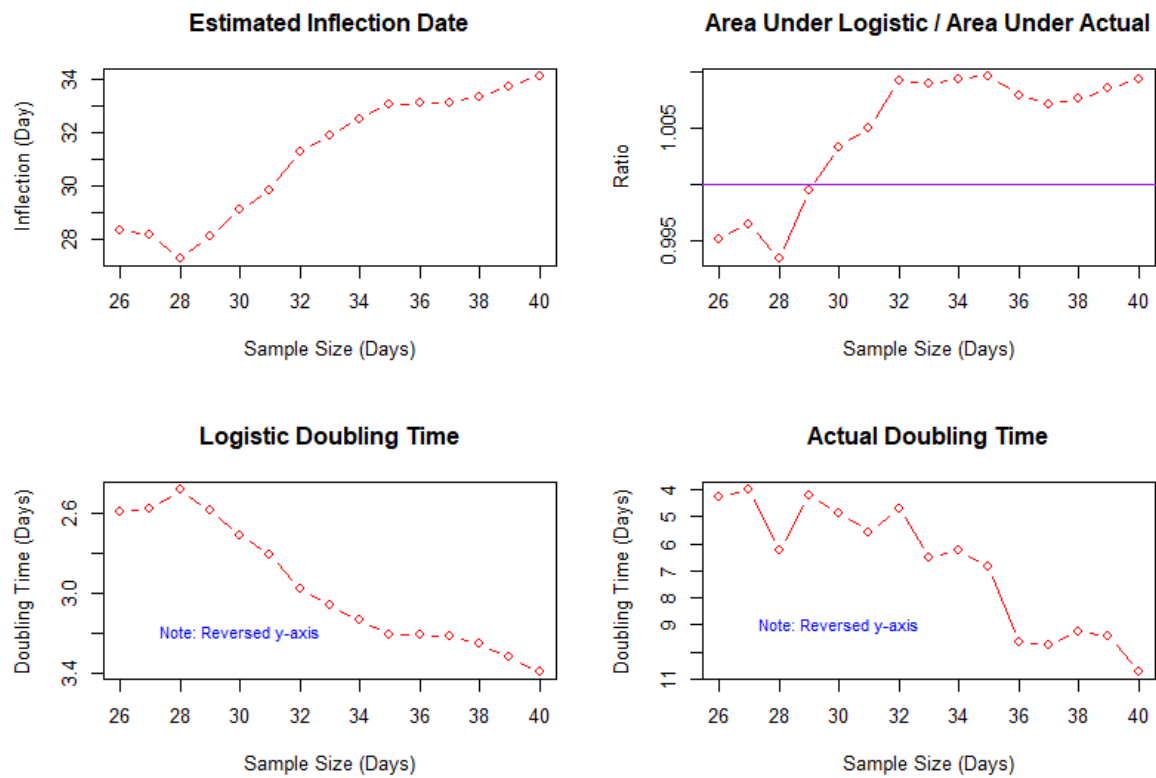 Estimated Inflection Date
Inflection (Day)
34
32
30
28
26 28 30 32 34 36 38 40
Sample Size (Days)
Area Under Logistic / Area Under Actual
Ratio
1.005
0.995
26 28 30 32 34 36 38 40
Sample Size (Days)
Logistic Doubling Time
Doubling Time (Days)
2.6
3.0
3.4
Note: Reversed y-axis
26 28 30 32 34 36 38 40
Sample Size (Days)
Actual Doubling Time
Doubling Time (Days)
4
5
6
7
8
9
11
Note: Reversed y-axis
26 28 30 32 34 36 38 40
Sample Size (Days)